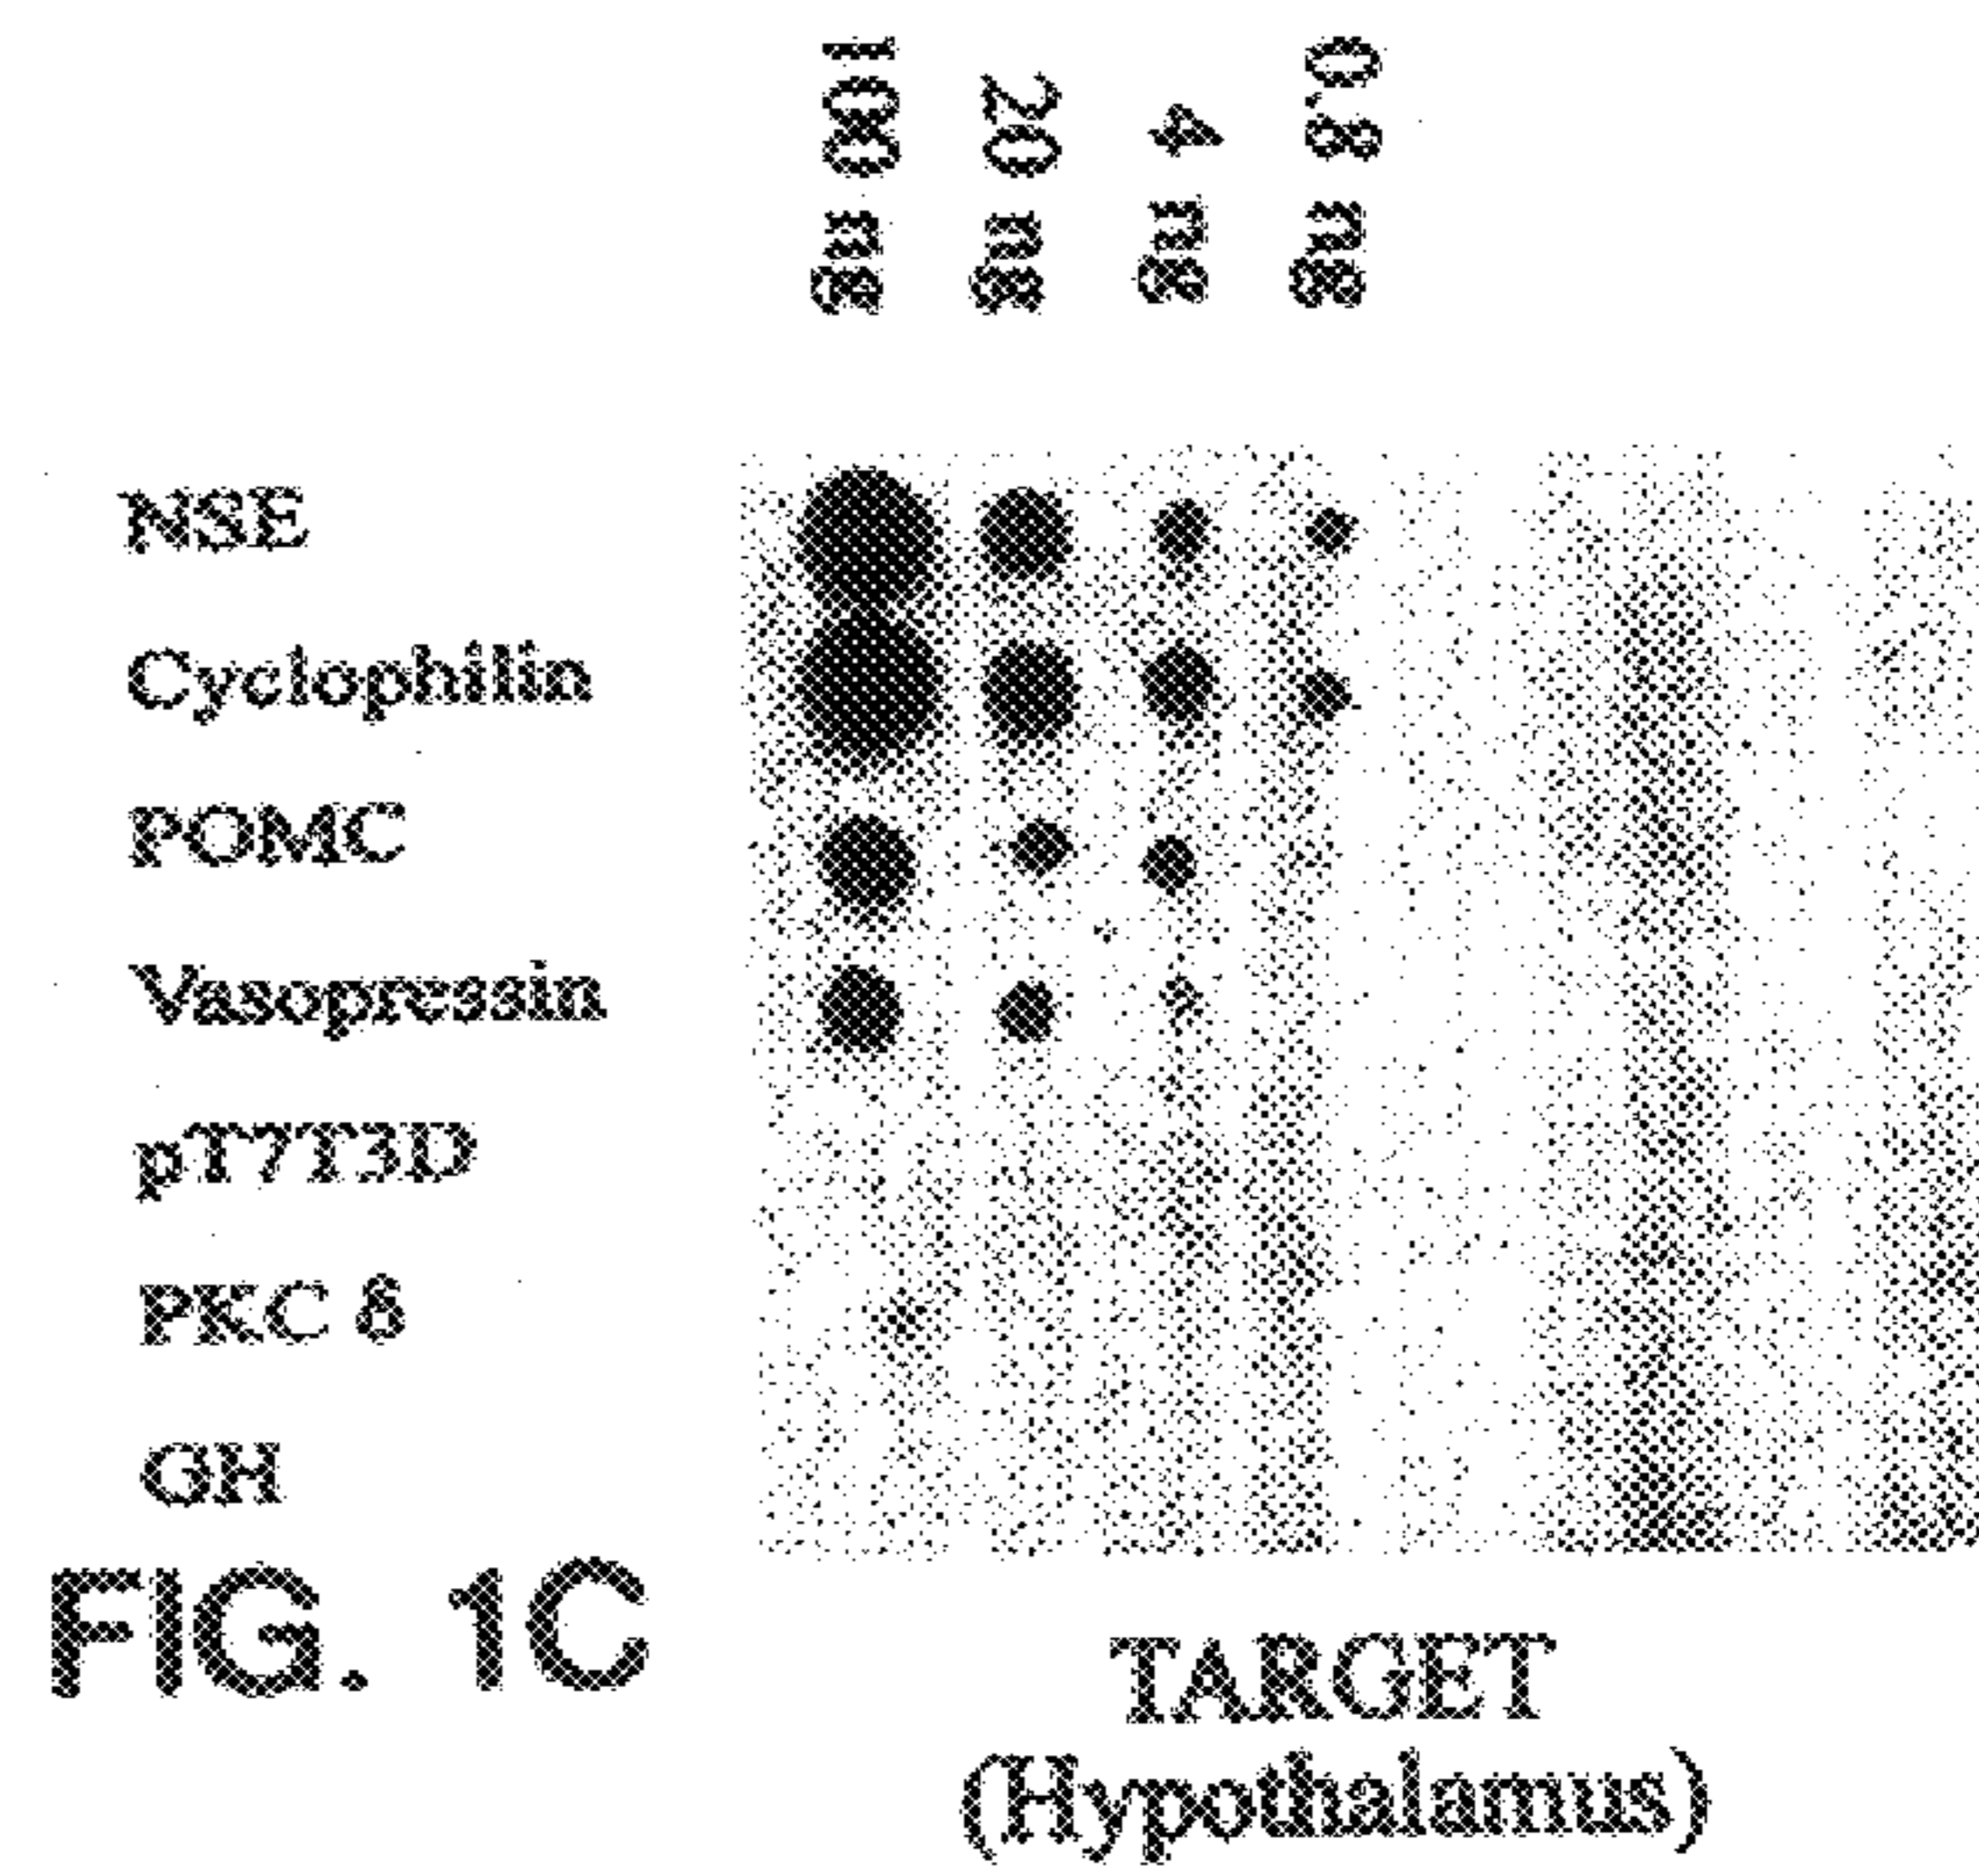 100 ng
20 ng
4 ng
0.8 ng
NSE
Cyclophilin
POMC
Vasopressin
pT7T3D
PKC δ
GH
FIG. 1C
TARGET
(Hypothalamus)